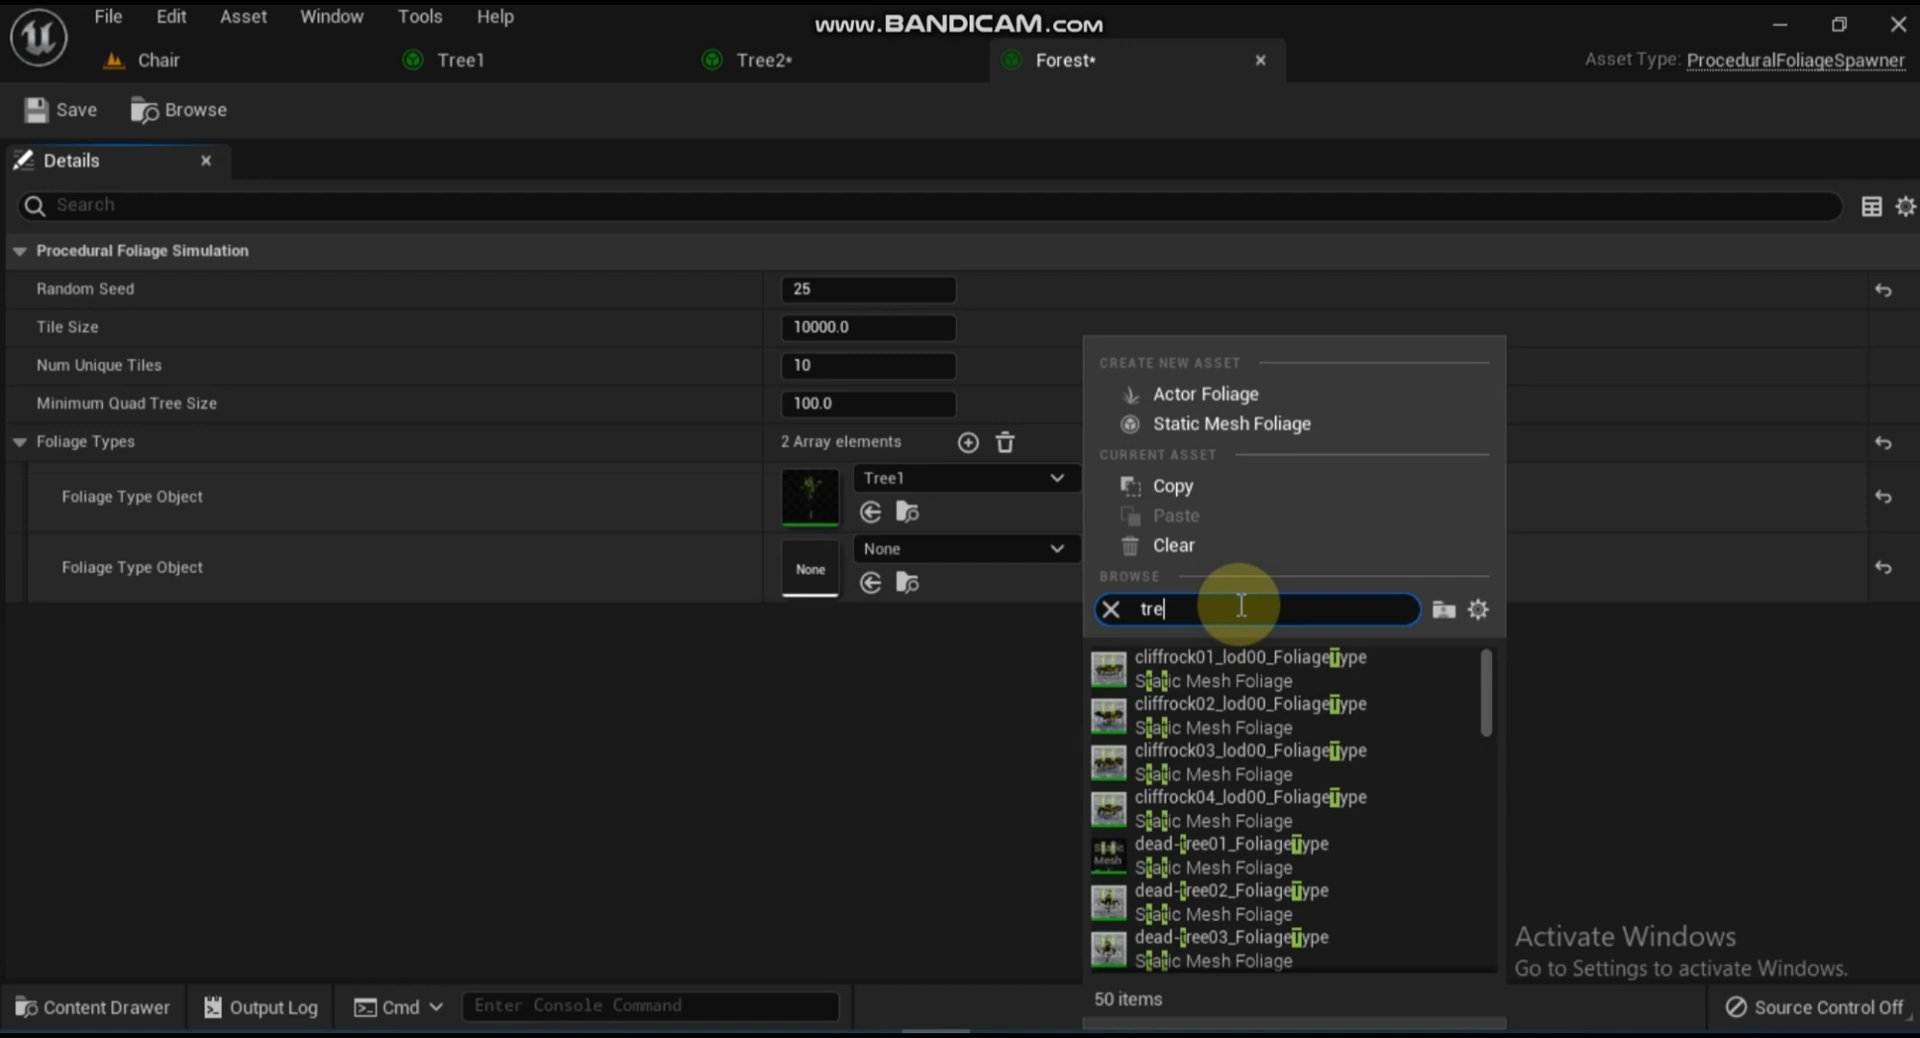 File Edit Asset Window Tools Help
www.BANDICAM.com
Chair Tree1 Tree2* Forest*
Asset Type: ProceduralFoliageSpawner
Save Browse
Details
Search
Procedural Foliage Simulation
Random Seed 25
Tile Size 10000.0
Num Unique Tiles 10
Minimum Quad Tree Size 100.0
Foliage Types 2 Array elements
Foliage Type Object Tree1
Foliage Type Object None None
CREATE NEW ASSET
Actor Foliage
Static Mesh Foliage
CURRENT ASSET
Copy
Paste
Clear
BROWSE
tre
cliffrock01_lod00_FoliageType
Static Mesh Foliage
cliffrock02_lod00_FoliageType
Static Mesh Foliage
cliffrock03_lod00_FoliageType
Static Mesh Foliage
cliffrock04_lod00_FoliageType
Static Mesh Foliage
dead-tree01_FoliageType
Static Mesh Foliage
dead-tree02_FoliageType
Static Mesh Foliage
dead-tree03_FoliageType
Static Mesh Foliage
50 items
Activate Windows
Go to Settings to activate Windows.
Content Drawer Output Log Cmd Enter Console Command Source Control Off